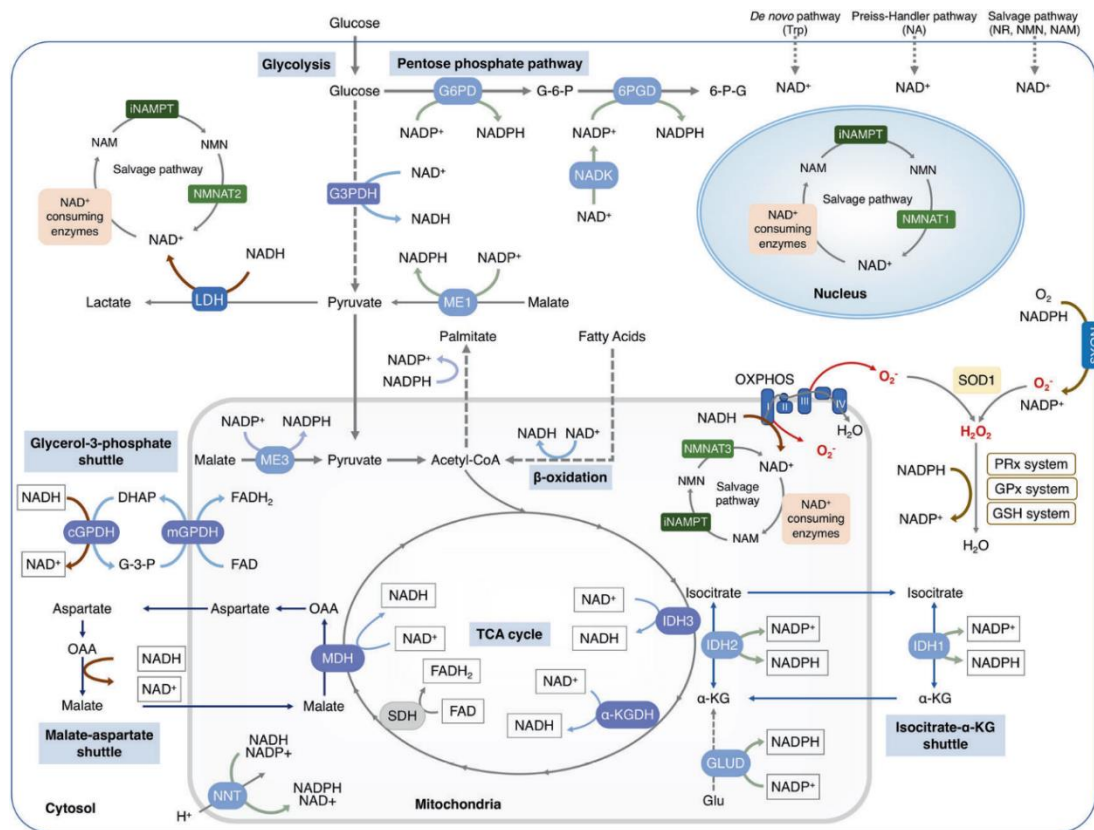 Glucose
De novo pathway
(Trp)
Preiss-Handler pathway
(NA)
Salvage pathway
(NR, NMN, NAM)
Glycolysis
Pentose phosphate pathway
Glucose
G6PD
G-6-P
6PGD
6-P-G
NAD⁺
NAD⁺
NAD⁺
NADP⁺
NADPH
NADP⁺
NADPH
NADK
NAD⁺
iNAMPT
NAM
NMN
Salvage pathway
NMNAT2
NAD⁺
consuming
enzymes
NAD⁺
G3PDH
NAD⁺
NADH
iNAMPT
NAM
NMN
Salvage pathway
NMNAT1
NAD⁺
consuming
enzymes
NAD⁺
Nucleus
NADH
LDH
Lactate
Pyruvate
NADPH
NADP⁺
ME1
Malate
O₂
NADPH
NOXS
O₂⁻
NADP⁺
Palmitate
NADP⁺
NADPH
Fatty Acids
OXPHOS
I
II
III
IV
NADH
H₂O
O₂⁻
O₂⁻
SOD1
H₂O₂
NADPH
NADP⁺
PRx system
GPx system
GSH system
H₂O
Glycerol-3-phosphate
shuttle
NADP⁺
NADPH
Malate
ME3
Pyruvate
Acetyl-CoA
NADH
NAD⁺
β-oxidation
NMNAT3
NAD⁺
NMN
Salvage
pathway
iNAMPT
NAM
NAD⁺
consuming
enzymes
NADH
DHAP
FADH₂
cGPDH
mGPDH
NAD⁺
G-3-P
FAD
Aspartate
Aspartate
OAA
OAA
NADH
NAD⁺
Malate
Malate
Malate-aspartate
shuttle
MDH
NADH
NAD⁺
TCA cycle
FADH₂
SDH
FAD
NAD⁺
NADH
IDH3
NAD⁺
NADH
α-KGDH
Isocitrate
Isocitrate
IDH2
NADP⁺
NADPH
IDH1
NADP⁺
NADPH
α-KG
α-KG
Isocitrate-α-KG
shuttle
GLUD
NADPH
NADP⁺
Glu
NADH
NADP+
NNT
NADPH
NAD+
H⁺
Cytosol
Mitochondria